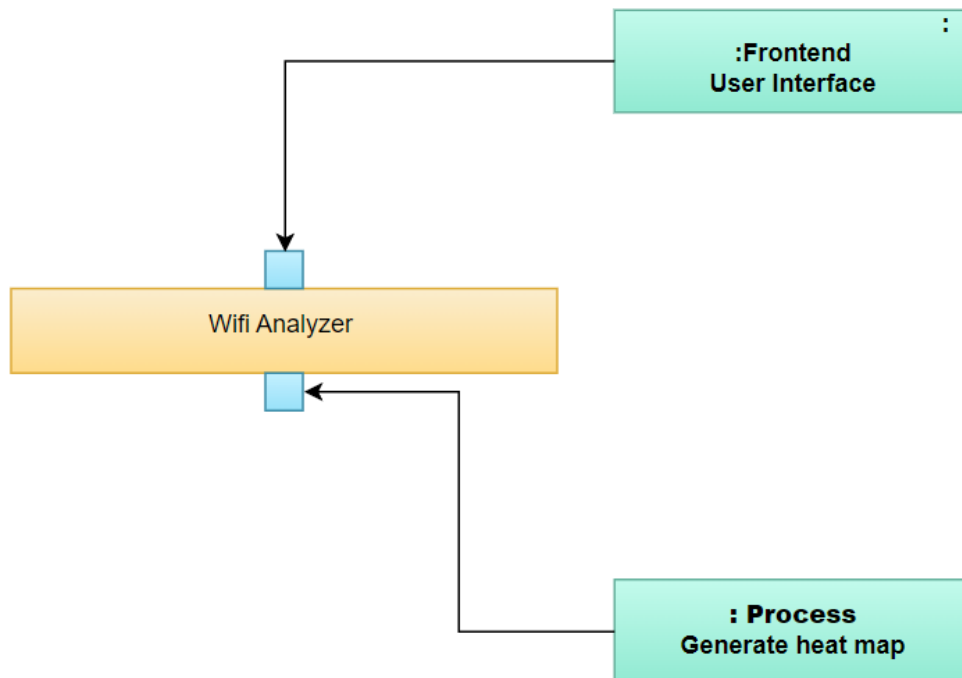 :
:Frontend
User Interface
Wifi Analyzer
: Process
Generate heat map